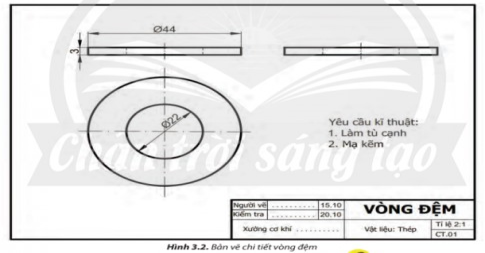 Ø44
3
Ø22
Yêu cầu kĩ thuật:
1. Làm tù cạnh
2. Mạ kẽm
Chân trời sáng tạo
Người vẽ .......... 15.10
Kiểm tra .......... 20.10
VÒNG ĐỆM
Xưởng cơ khí ..........
Vật liệu: Thép
Tỉ lệ 2:1
CT.01
Hình 3.2. Bản vẽ chi tiết vòng đệm